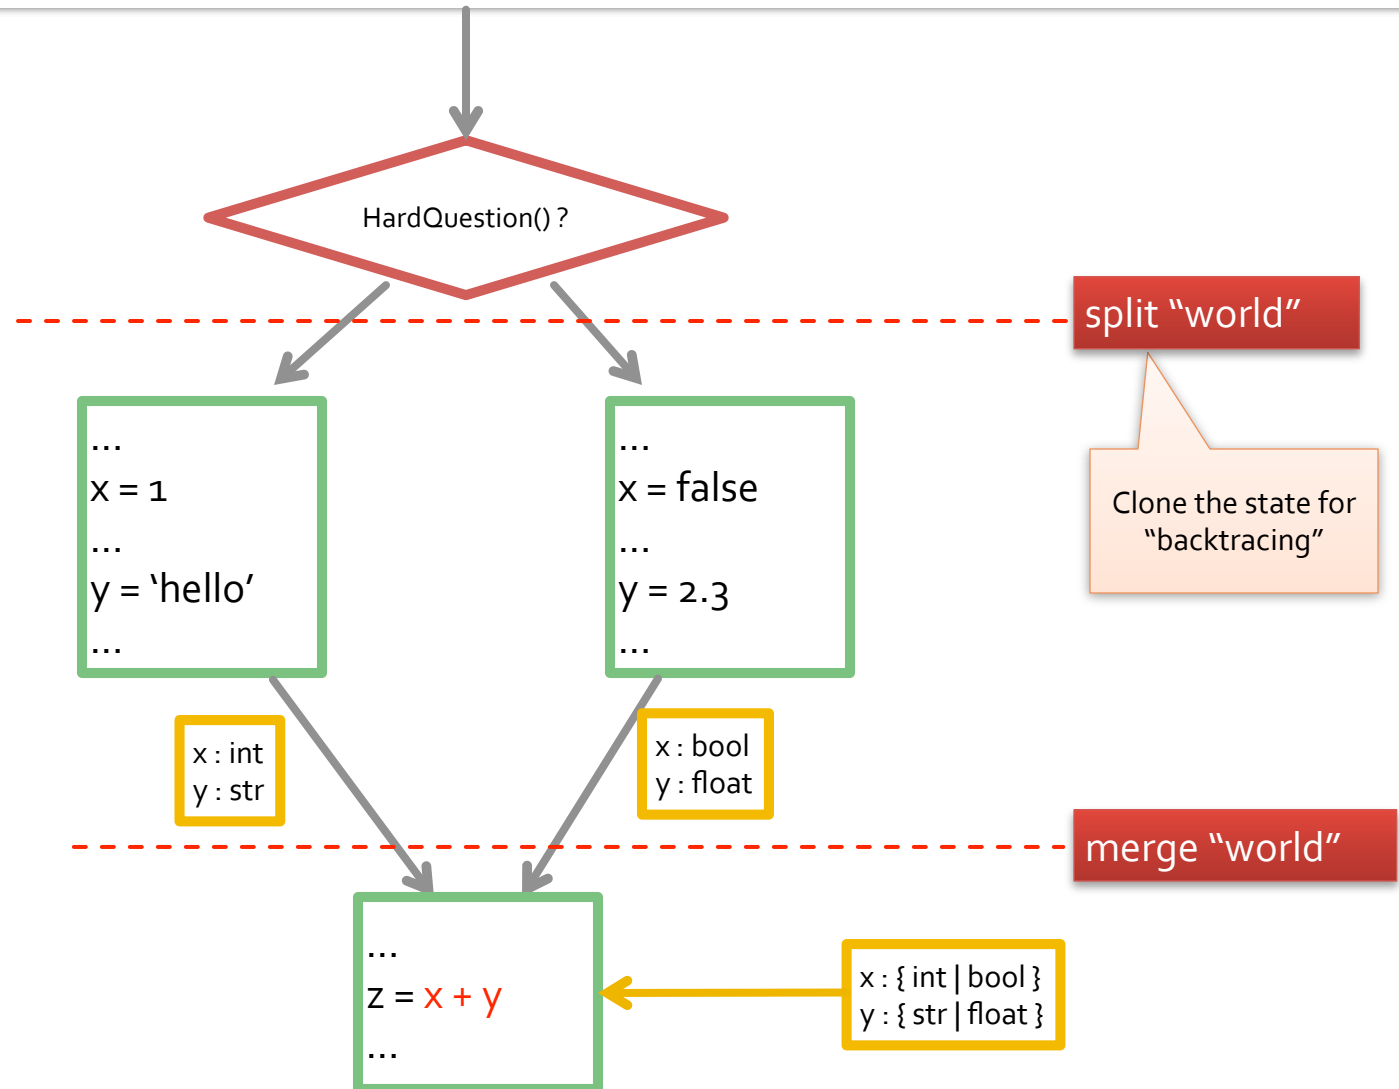 HardQuestion() ?
split “world”
Clone the state for
“backtracing”
...
x = 1
...
y = ‘hello’
...
...
x = false
...
y = 2.3
...
x : int
y : str
x : bool
y : float
merge “world”
...
z = x + y
...
x : { int | bool }
y : { str | float }